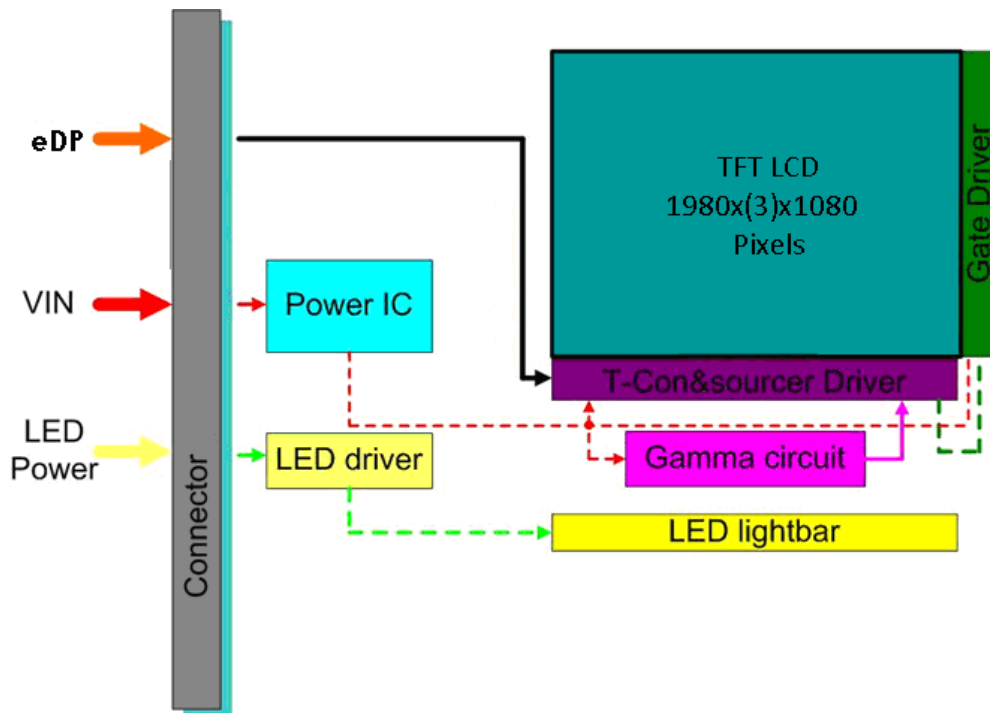 eDP
VIN
LED
Power
Connector
Power IC
LED driver
TFT LCD
1980x(3)x1080
Pixels
Gate Driver
T-Con&sourcer Driver
Gamma circuit
LED lightbar